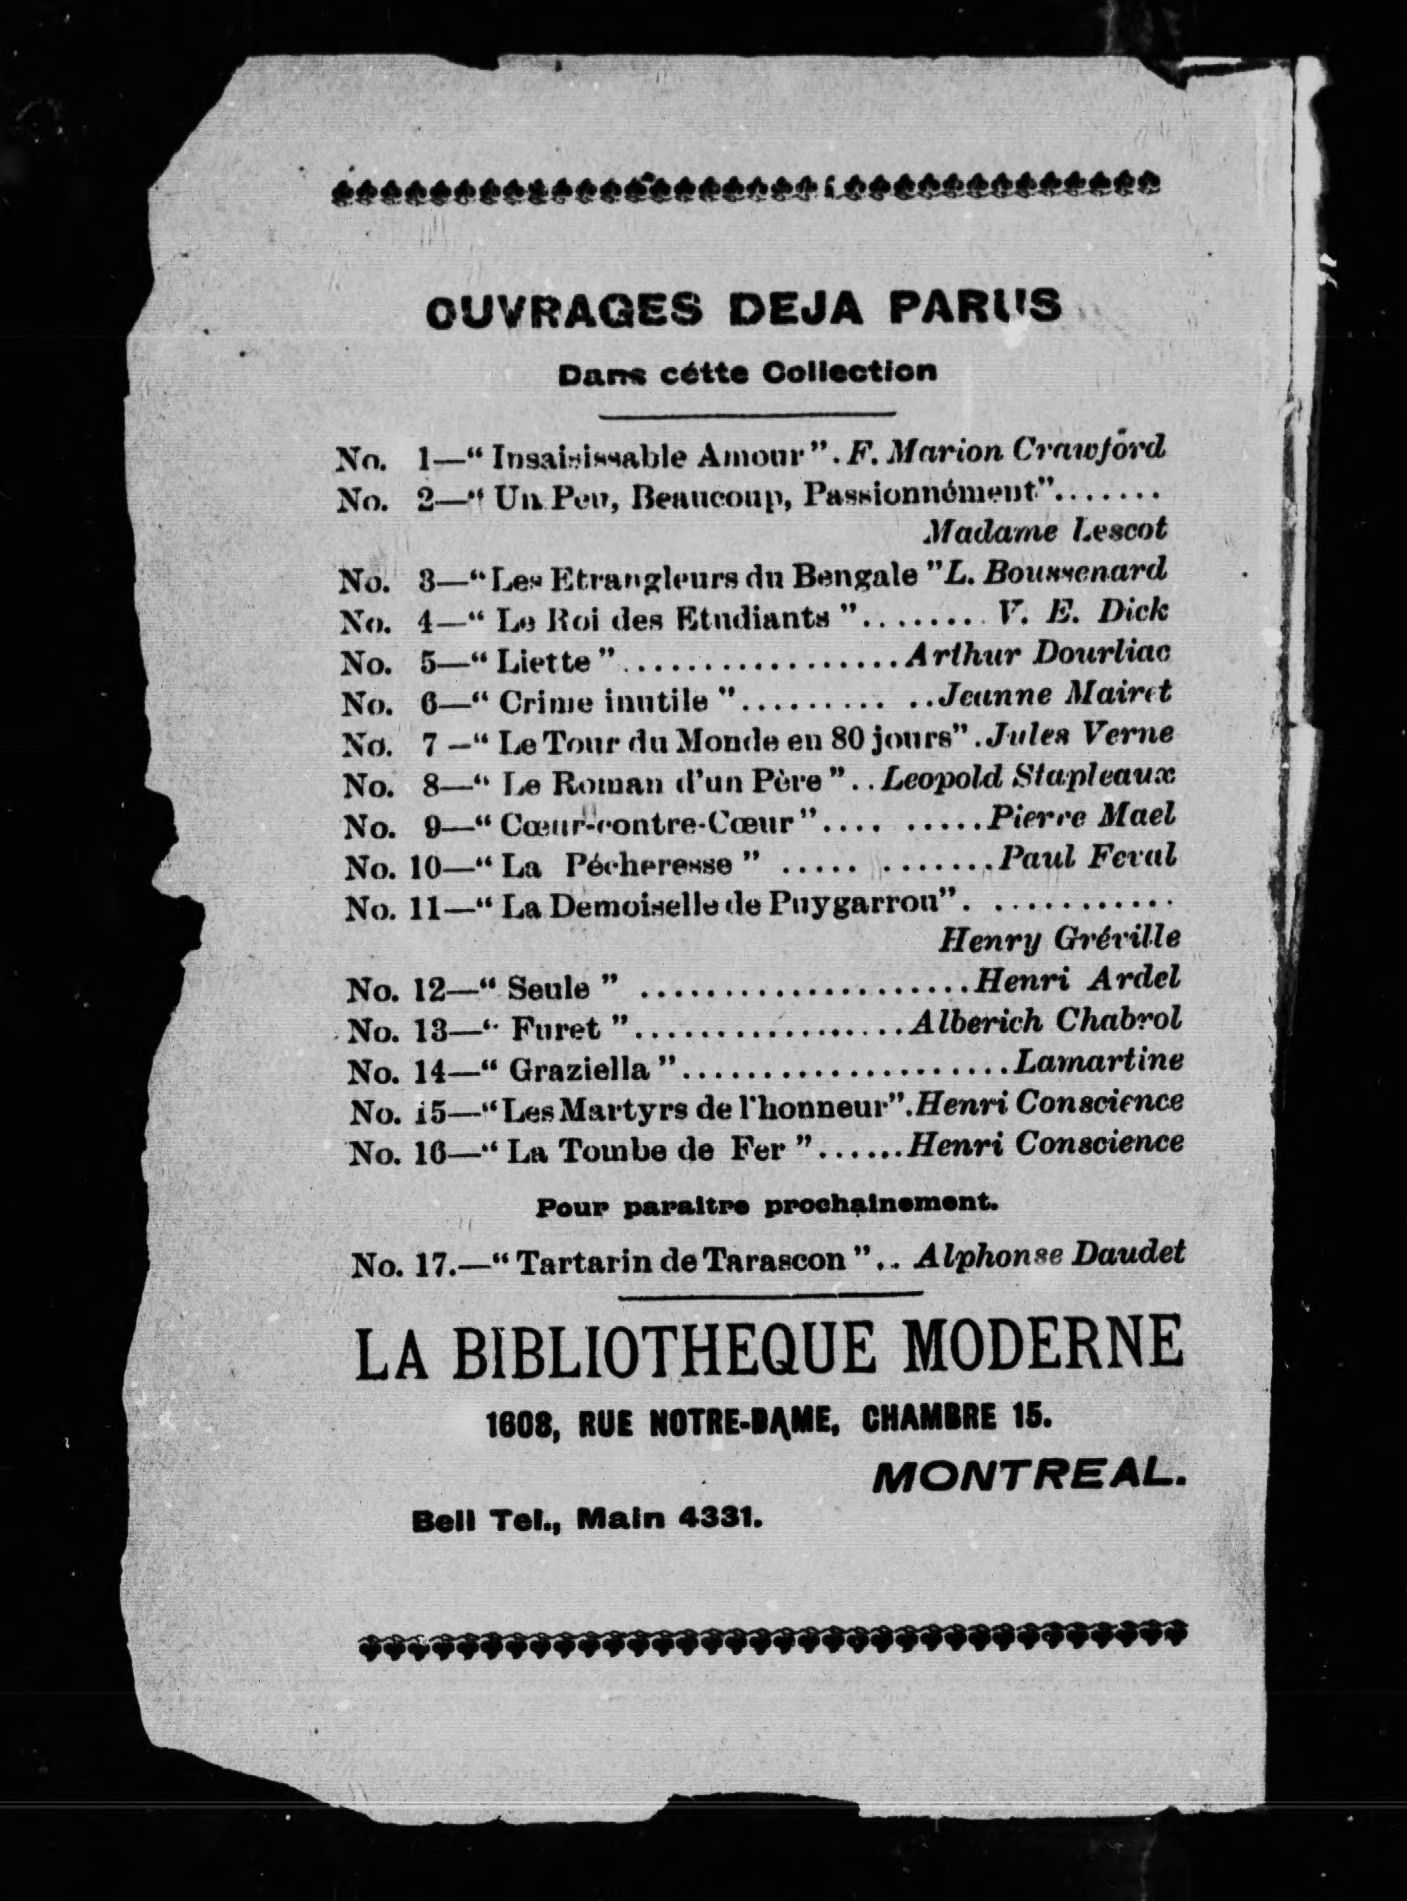 OUVRAGES DEJA PARUS
Dans cétte Collection
No. 1—“ Insaisissable Amour ”. F. Marion Crawford
No. 2—“ Un Peu, Beaucoup, Passionnément”.......
Madame Lescot
No. 3—“Les Etrangleurs du Bengale ”L. Boussenard
No. 4—“ Le Roi des Etudiants ”........ V. E. Dick
No. 5—“ Liette ”..................Arthur Dourliac
No. 6—“ Crime inutile ”......... ..Jeanne Mairet
No. 7 —“ Le Tour du Monde en 80 jours”.Jules Verne
No. 8—“ Le Roman d’un Père ”..Leopold Stapleaux
No. 9—“ Cœur-contre-Cœur ”.... .....Pierre Mael
No. 10—“ La Pécheresse ” ..... .......Paul Feval
No. 11—“ La Demoiselle de Puygarrou”. ...........
Henry Gréville
No. 12—“ Seule ” .....................Henri Ardel
No. 13—“ Furet ”.................Alberich Chabrol
No. 14—“ Graziella ”.....................Lamartine
No. 15—“Les Martyrs de l'honneur”.Henri Conscience
No. 16—“ La Tombe de Fer ”......Henri Conscience
Pour paraitre prochainement.
No. 17.—“ Tartarin de Tarascon ”.. Alphonse Daudet
LA BIBLIOTHEQUE MODERNE
1608, RUE NOTRE-DAME, CHAMBRE 15.
MONTREAL.
Bell Tel., Main 4331.